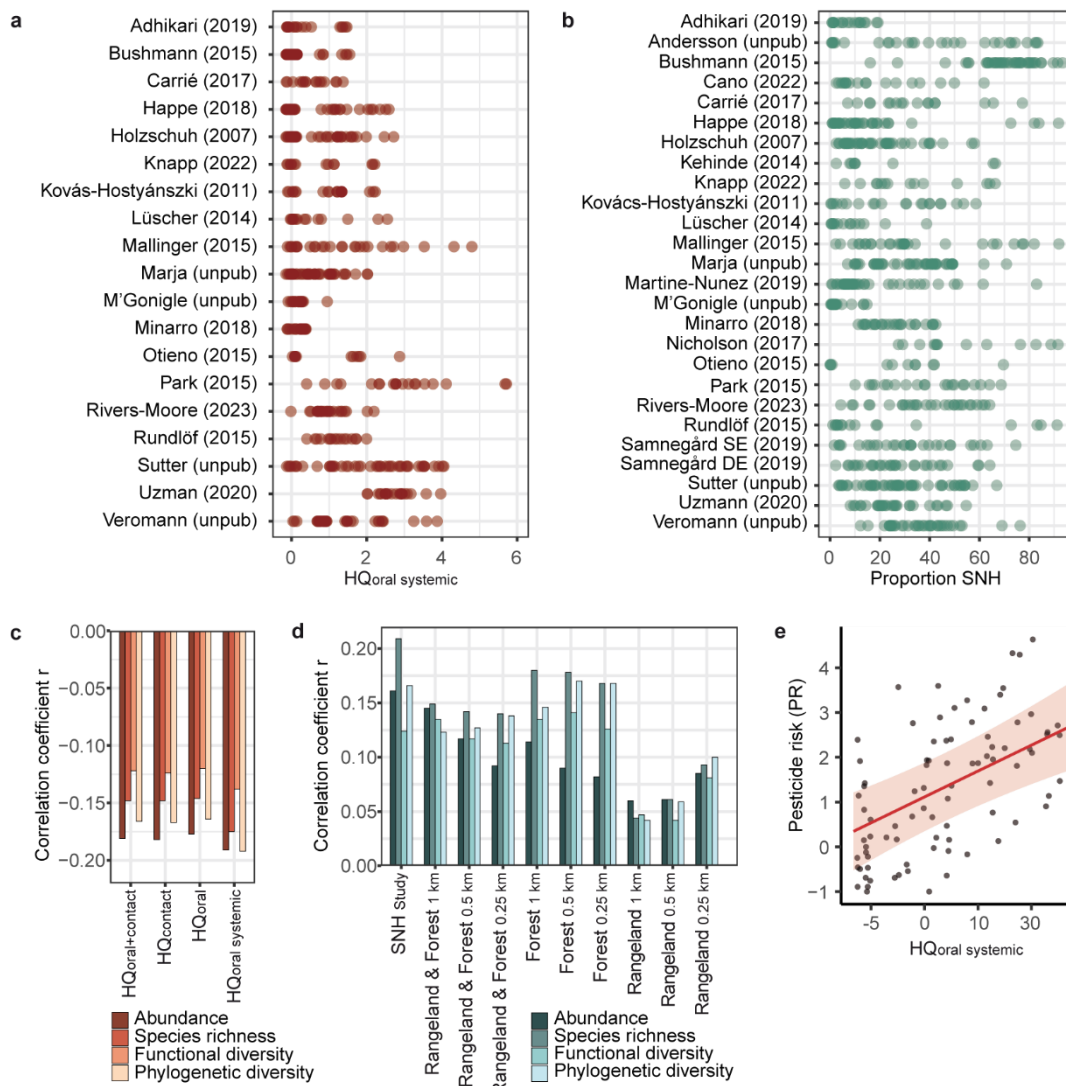 a
Adhikari (2019)
Bushmann (2015)
Carrié (2017)
Happe (2018)
Holzschuh (2007)
Knapp (2022)
Kovás-Hostyánszki (2011)
Lüscher (2014)
Mallinger (2015)
Marja (unpub)
M'Gonigle (unpub)
Minarro (2018)
Otieno (2015)
Park (2015)
Rivers-Moore (2023)
Rundlöf (2015)
Sutter (unpub)
Uzman (2020)
Veromann (unpub)
0 2 4 6
HQoral systemic
b
Adhikari (2019)
Andersson (unpub)
Bushmann (2015)
Cano (2022)
Carrié (2017)
Happe (2018)
Holzschuh (2007)
Kehinde (2014)
Knapp (2022)
Kovács-Hostyánszki (2011)
Lüscher (2014)
Mallinger (2015)
Marja (unpub)
Martine-Nunez (2019)
M'Gonigle (unpub)
Minarro (2018)
Nicholson (2017)
Otieno (2015)
Park (2015)
Rivers-Moore (2023)
Rundlöf (2015)
Samnegård SE (2019)
Samnegård DE (2019)
Sutter (unpub)
Uzmann (2020)
Veromann (unpub)
0 20 40 60 80
Proportion SNH
c
Correlation coefficient r
0.00
−0.05
−0.10
−0.15
−0.20
HQoral+contact
HQcontact
HQoral
HQoral systemic
Abundance
Species richness
Functional diversity
Phylogenetic diversity
d
Correlation coefficient r
0.20
0.15
0.10
0.05
0.00
SNH Study
Rangeland & Forest 1 km
Rangeland & Forest 0.5 km
Rangeland & Forest 0.25 km
Forest 1 km
Forest 0.5 km
Forest 0.25 km
Rangeland 1 km
Rangeland 0.5 km
Rangeland 0.25 km
Abundance
Species richness
Functional diversity
Phylogenetic diversity
e
Pesticide risk (PR)
4
3
2
1
0
-1
-5 0 10 30
HQoral systemic